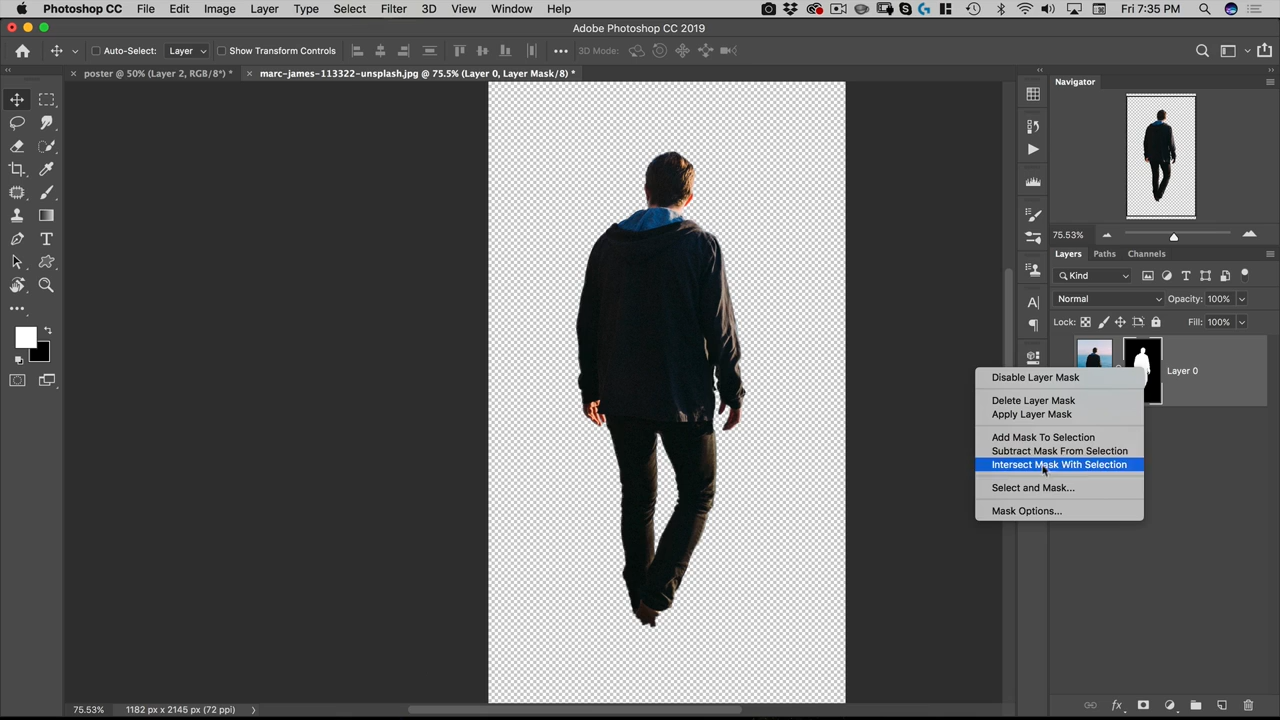 Photoshop CC File Edit Image Layer Type Select Filter 3D View Window Help Fri 7:35 PM
Adobe Photoshop CC 2019
Auto-Select: Layer Show Transform Controls 3D Mode:
poster @ 50% (Layer 2, RGB/8*) * marc-james-113322-unsplash.jpg @ 75.5% (Layer 0, Layer Mask/8) *
Navigator
75.53%
Layers Paths Channels
Kind
Normal Opacity: 100%
Lock: Fill: 100%
Layer 0
Disable Layer Mask
Delete Layer Mask
Apply Layer Mask
Add Mask To Selection
Subtract Mask From Selection
Intersect Mask With Selection
Select and Mask...
Mask Options...
75.53% 1182 px x 2145 px (72 ppi)